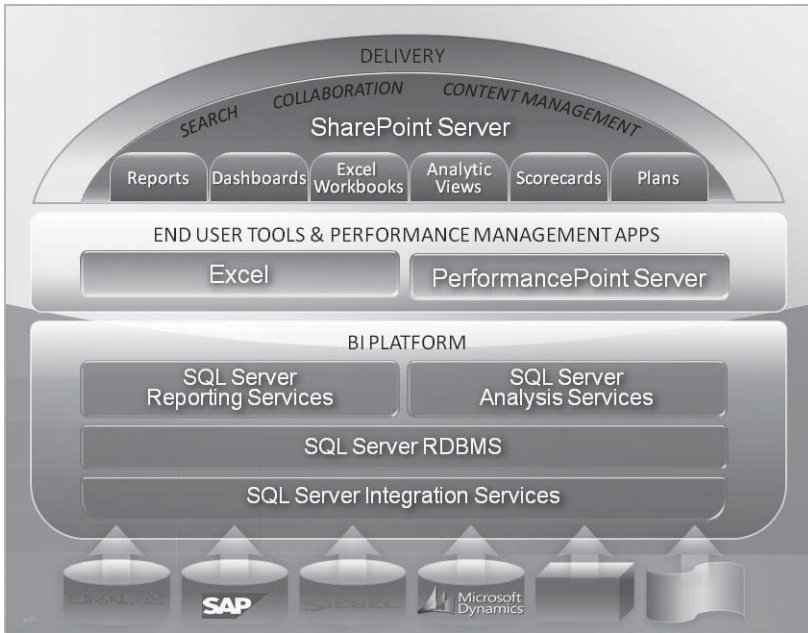 DELIVERY
SEARCH COLLABORATION CONTENT MANAGEMENT
SharePoint Server
Reports Dashboards Excel Workbooks Analytic Views Scorecards Plans
END USER TOOLS & PERFORMANCE MANAGEMENT APPS
Excel PerformancePoint Server
BI PLATFORM
SQL Server Reporting Services
SQL Server Analysis Services
SQL Server RDBMS
SQL Server Integration Services
SAP
SIEBEL
Microsoft Dynamics